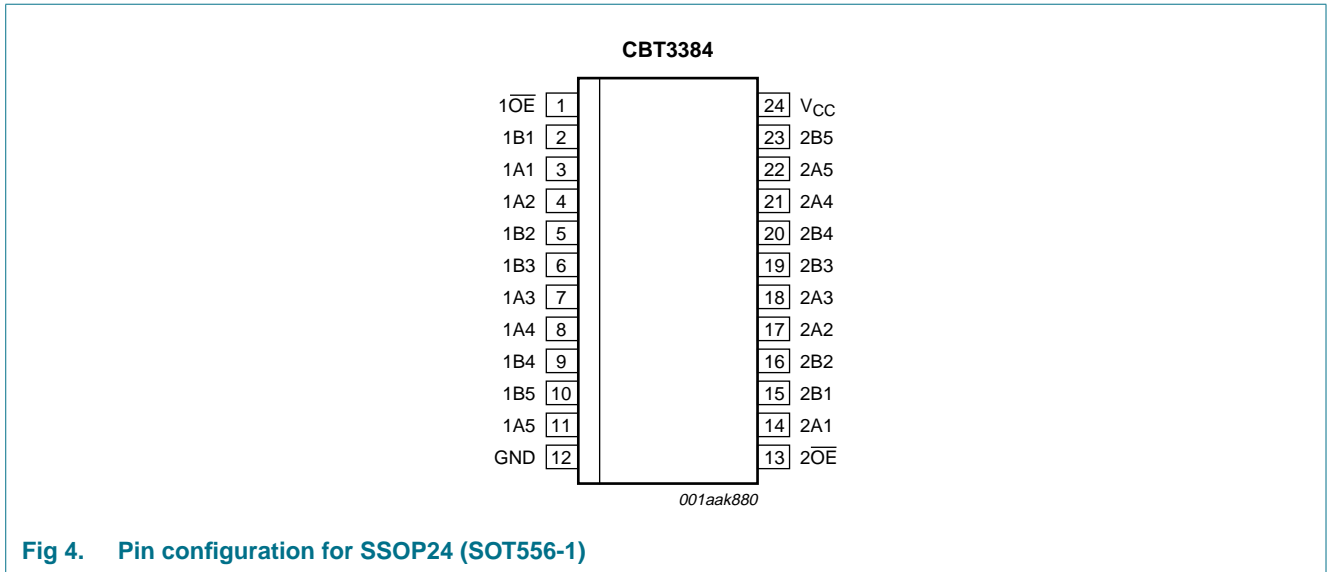 CBT3384
1O̅E̅ 1 24 VCC
1B1 2 23 2B5
1A1 3 22 2A5
1A2 4 21 2A4
1B2 5 20 2B4
1B3 6 19 2B3
1A3 7 18 2A3
1A4 8 17 2A2
1B4 9 16 2B2
1B5 10 15 2B1
1A5 11 14 2A1
GND 12 13 2O̅E̅
001aak880
Fig 4. Pin configuration for SSOP24 (SOT556-1)